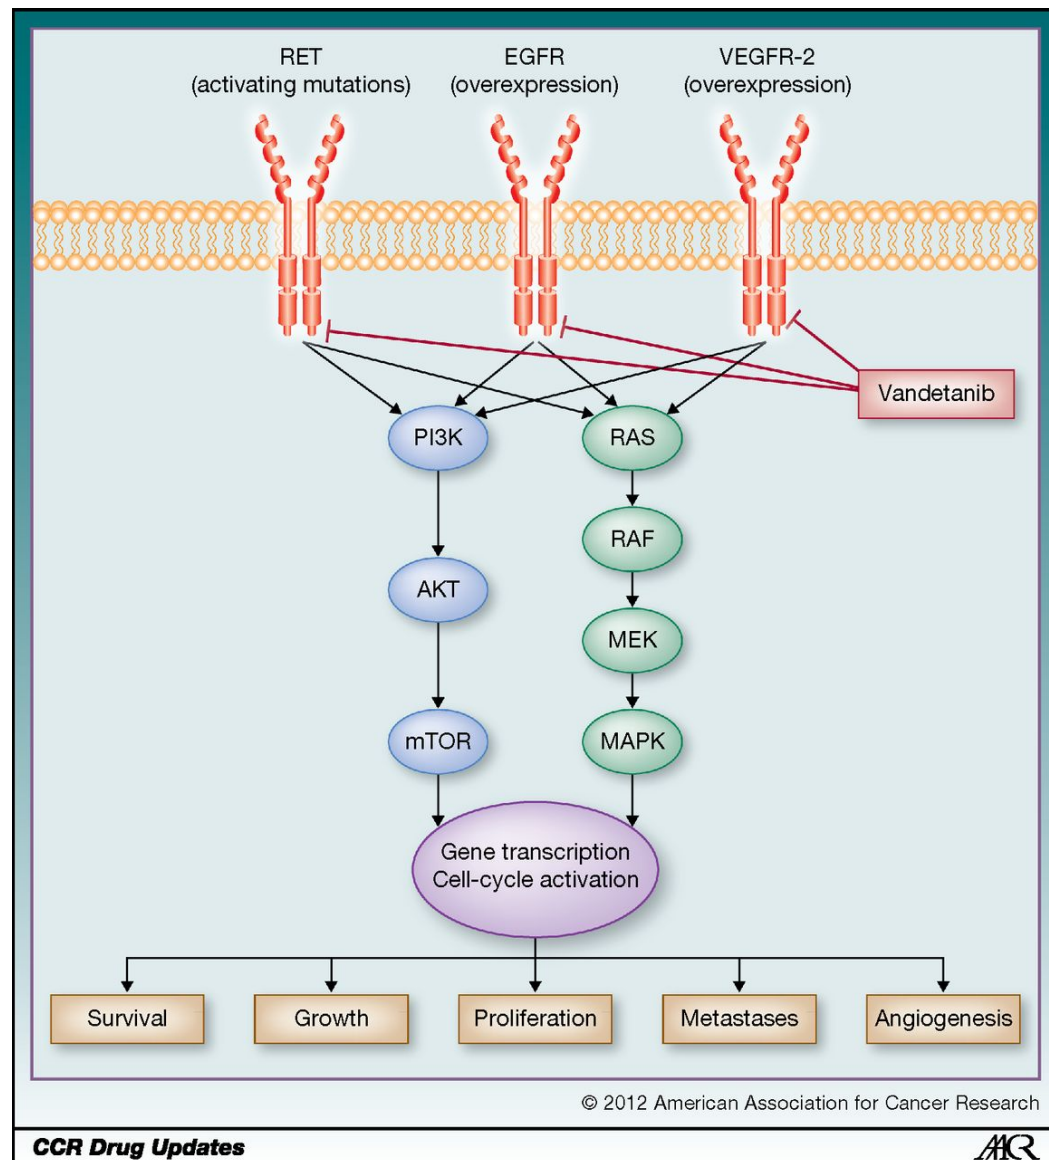 RET
(activating mutations)
EGFR
(overexpression)
VEGFR-2
(overexpression)
Vandetanib
PI3K
RAS
RAF
AKT
MEK
mTOR
MAPK
Gene transcription
Cell-cycle activation
Survival
Growth
Proliferation
Metastases
Angiogenesis
© 2012 American Association for Cancer Research
CCR Drug Updates
AACR